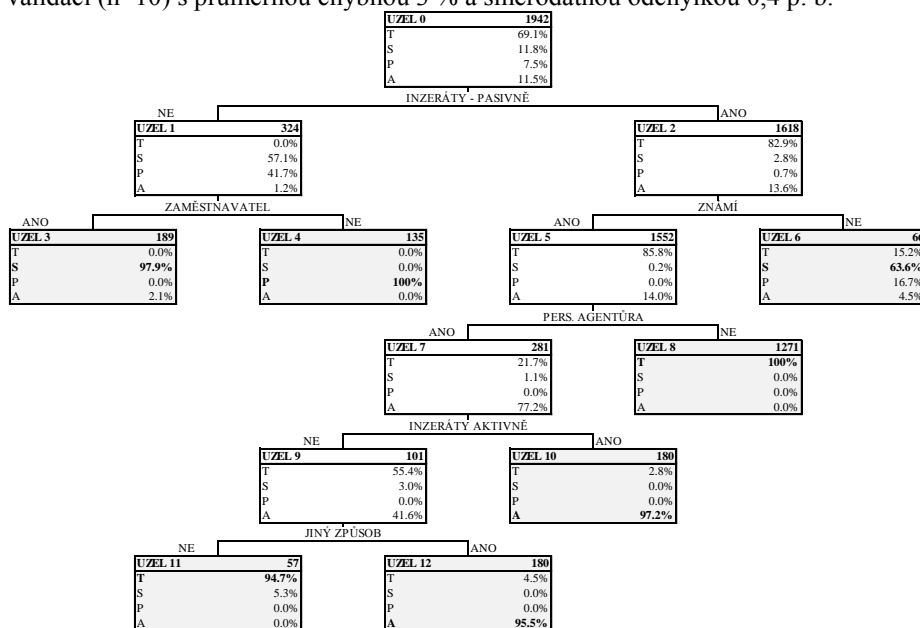 validací (n=10) s průměrnou chybnou 3 % a směrodatnou odchylkou 0,4 p. b.
UZEL 0 1942
T 69.1%
S 11.8%
P 7.5%
A 11.5%
INZERÁTY - PASIVNĚ
NE ANO
UZEL 1 324
T 0.0%
S 57.1%
P 41.7%
A 1.2%
UZEL 2 1618
T 82.9%
S 2.8%
P 0.7%
A 13.6%
ZAMĚSTNAVATEL
ANO NE
UZEL 3 189
T 0.0%
S 97.9%
P 0.0%
A 2.1%
UZEL 4 135
T 0.0%
S 0.0%
P 100%
A 0.0%
ZNÁMÍ
ANO NE
UZEL 5 1552
T 85.8%
S 0.2%
P 0.0%
A 14.0%
UZEL 6 66
T 15.2%
S 63.6%
P 16.7%
A 4.5%
PERS. AGENTŮRA
ANO NE
UZEL 7 281
T 21.7%
S 1.1%
P 0.0%
A 77.2%
UZEL 8 1271
T 100%
S 0.0%
P 0.0%
A 0.0%
INZERÁTY AKTIVNĚ
NE ANO
UZEL 9 101
T 55.4%
S 3.0%
P 0.0%
A 41.6%
UZEL 10 180
T 2.8%
S 0.0%
P 0.0%
A 97.2%
JINÝ ZPŮSOB
NE ANO
UZEL 11 57
T 94.7%
S 5.3%
P 0.0%
A 0.0%
UZEL 12 180
T 4.5%
S 0.0%
P 0.0%
A 95.5%